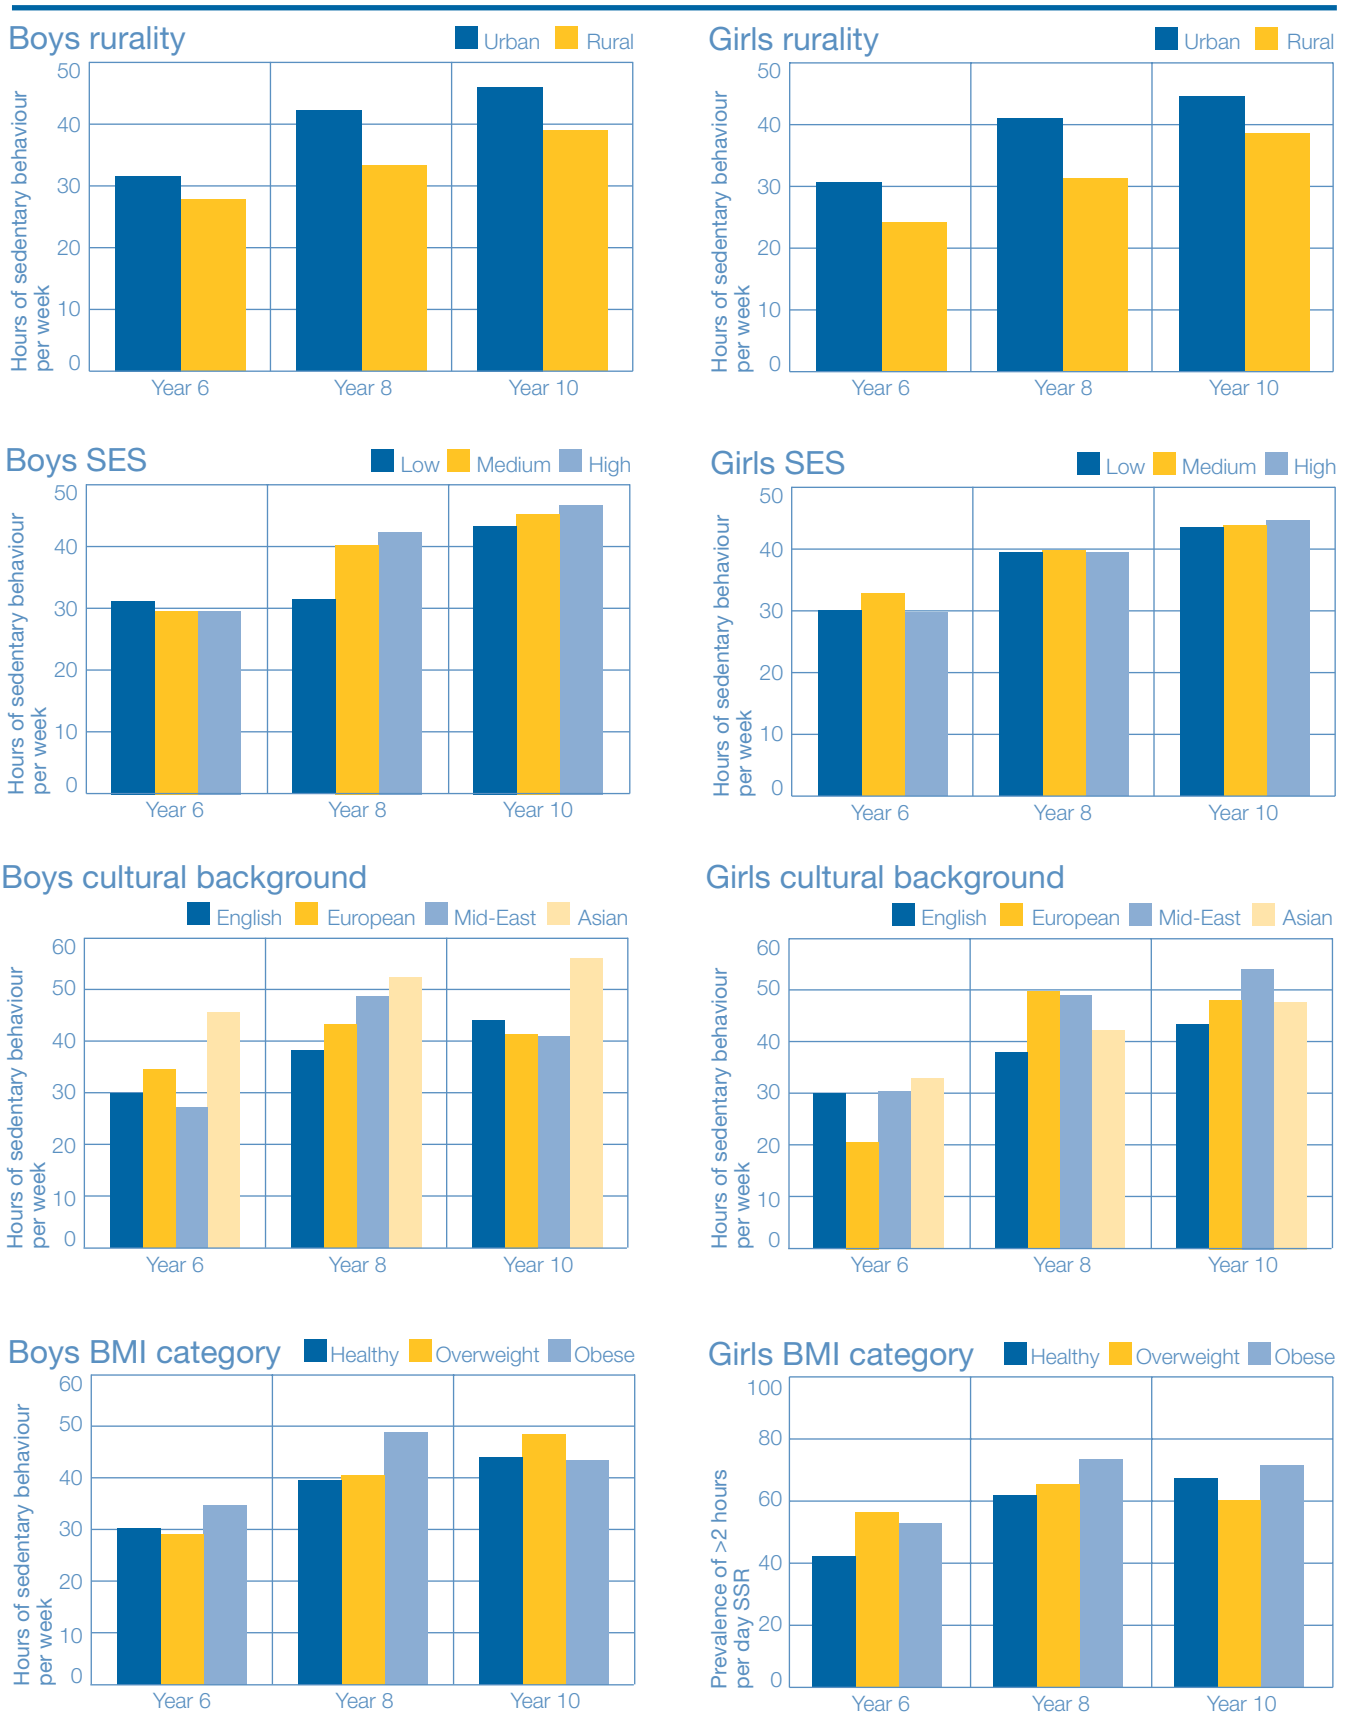 Boys rurality
Urban Rural
Hours of sedentary behaviour
per week
50
40
30
20
10
0
Year 6 Year 8 Year 10
Girls rurality
Urban Rural
Hours of sedentary behaviour
per week
50
40
30
20
10
0
Year 6 Year 8 Year 10
Boys SES
Low Medium High
Hours of sedentary behaviour
per week
50
40
30
20
10
0
Year 6 Year 8 Year 10
Girls SES
Low Medium High
Hours of sedentary behaviour
per week
50
40
30
20
10
0
Year 6 Year 8 Year 10
Boys cultural background
English European Mid-East Asian
Hours of sedentary behaviour
per week
60
50
40
30
20
10
0
Year 6 Year 8 Year 10
Girls cultural background
English European Mid-East Asian
Hours of sedentary behaviour
per week
60
50
40
30
20
10
0
Year 6 Year 8 Year 10
Boys BMI category
Healthy Overweight Obese
Hours of sedentary behaviour
per week
60
50
40
30
20
10
0
Year 6 Year 8 Year 10
Girls BMI category
Healthy Overweight Obese
Prevalence of >2 hours
per day SSR
100
80
60
40
20
0
Year 6 Year 8 Year 10